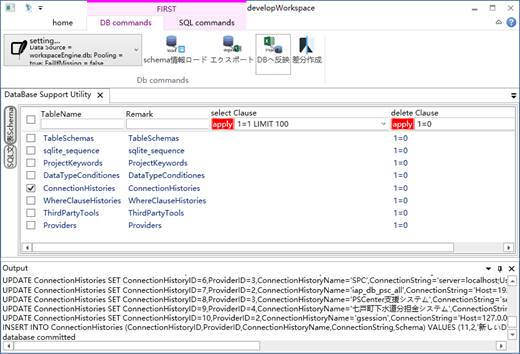 FIRST
developWorkspace
home
DB commands
SQL commands
setting...
Data Source =
workspaceEngine.db; Pooling =
true; FailIfMissing = false
schema情報ロード
エクスポート
DBへ反映
差分作成
Db commands
DataBase Support Utility
TableName
Remark
select Clause
delete Clause
apply 1=1 LIMIT 100
apply 1=0
TableSchemas TableSchemas 1=0
sqlite_sequence sqlite_sequence 1=0
ProjectKeywords ProjectKeywords 1=0
DataTypeConditiones DataTypeConditiones 1=0
ConnectionHistories ConnectionHistories 1=0
WhereClauseHistories WhereClauseHistories 1=0
ThirdPartyTools ThirdPartyTools 1=0
Providers Providers 1=0
Output
UPDATE ConnectionHistories SET ConnectionHistoryID=6,ProviderID=3,ConnectionHistoryName='SPC',ConnectionString='server=localhost;Us
UPDATE ConnectionHistories SET ConnectionHistoryID=7,ProviderID=2,ConnectionHistoryName='iap_db_psc_all',ConnectionString='Host=19
UPDATE ConnectionHistories SET ConnectionHistoryID=8,ProviderID=3,ConnectionHistoryName='PSCenter支援システム',ConnectionString='s
UPDATE ConnectionHistories SET ConnectionHistoryID=9,ProviderID=4,ConnectionHistoryName='七戸町下水道分担金システム',ConnectionStr
UPDATE ConnectionHistories SET ConnectionHistoryID=10,ProviderID=2,ConnectionHistoryName='gsession',ConnectionString='Host=127.0.0
INSERT INTO ConnectionHistories (ConnectionHistoryID,ProviderID,ConnectionHistoryName,ConnectionString,Schema) VALUES (11,2,'新しいD
database committed